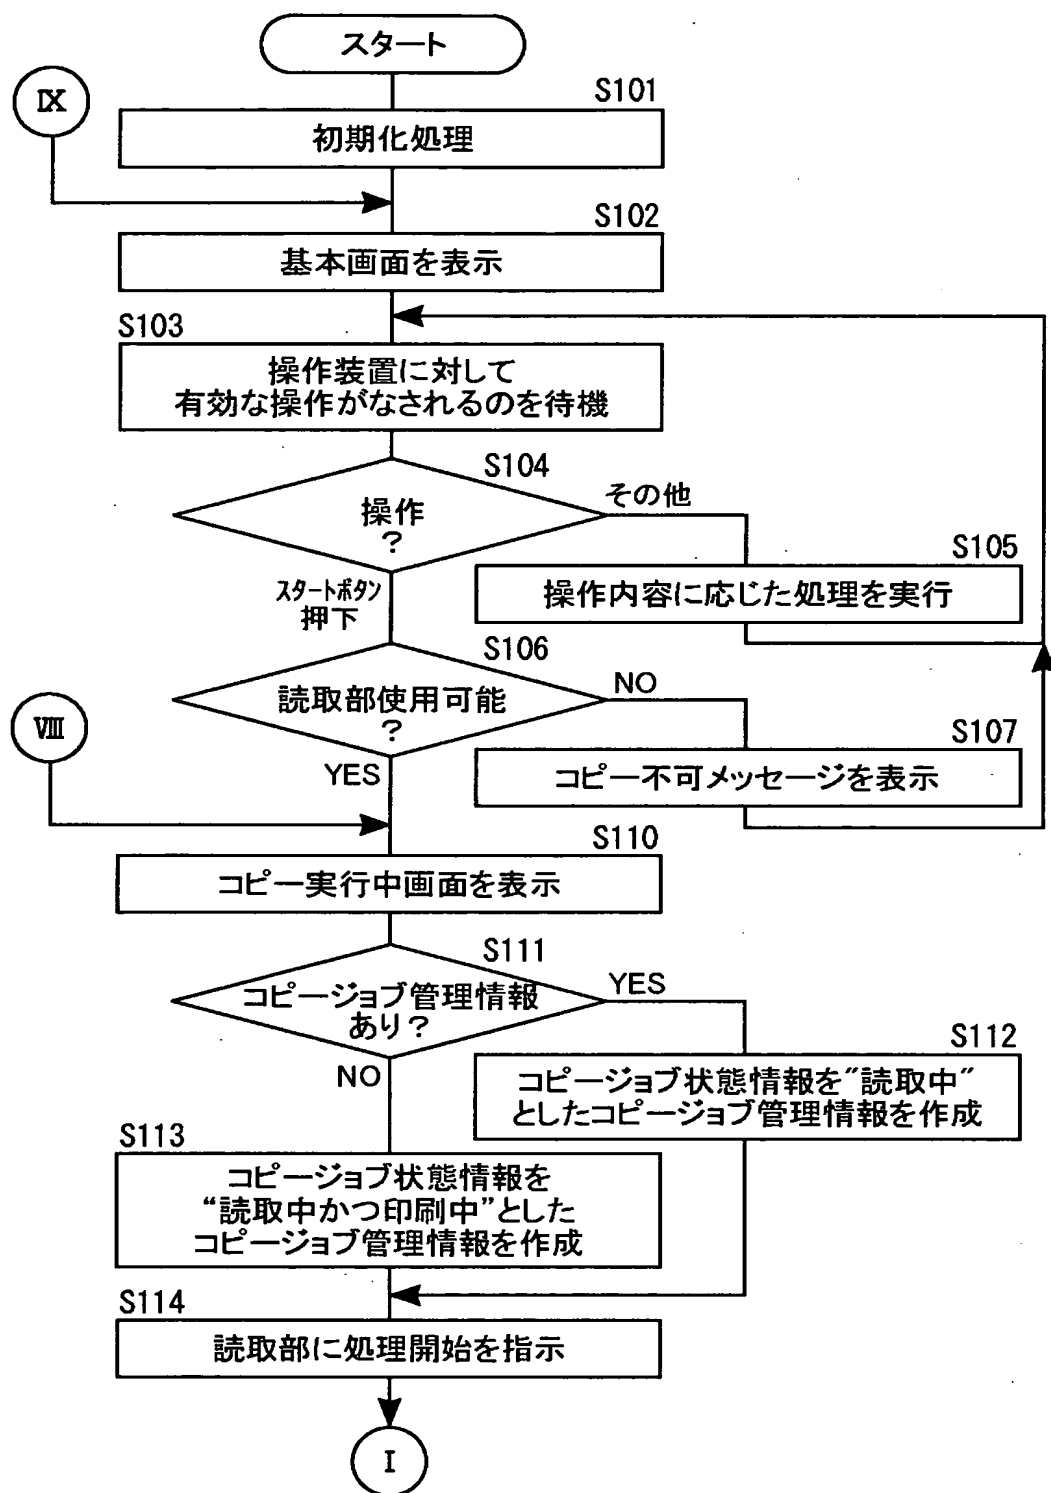 スタート
Ⅸ
S101
初期化処理
S102
基本画面を表示
S103
操作装置に対して
有効な操作がなされるのを待機
S104
操作
?
その他
S105
操作内容に応じた処理を実行
スタートボタン
押下
S106
読取部使用可能
?
NO
S107
コピー不可メッセージを表示
YES
Ⅷ
S110
コピー実行中画面を表示
S111
コピージョブ管理情報
あり?
YES
S112
コピージョブ状態情報を”読取中”
としたコピージョブ管理情報を作成
NO
S113
コピージョブ状態情報を
“読取中かつ印刷中”とした
コピージョブ管理情報を作成
S114
読取部に処理開始を指示
Ⅰ